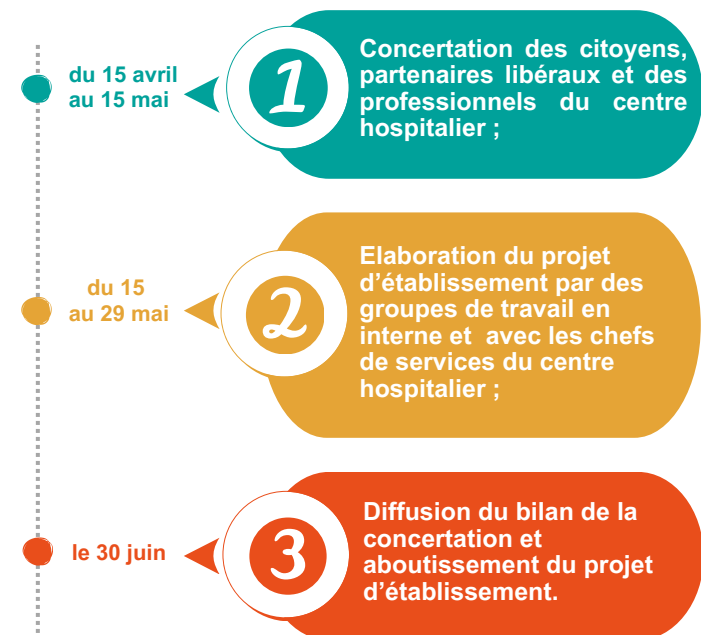 du 15 avril
au 15 mai
1
Concertation des citoyens,
partenaires libéraux et des
professionnels du centre
hospitalier ;
du 15
au 29 mai
2
Elaboration du projet
d'établissement par des
groupes de travail en
interne et avec les chefs
de services du centre
hospitalier ;
le 30 juin
3
Diffusion du bilan de la
concertation et
aboutissement du projet
d'établissement.